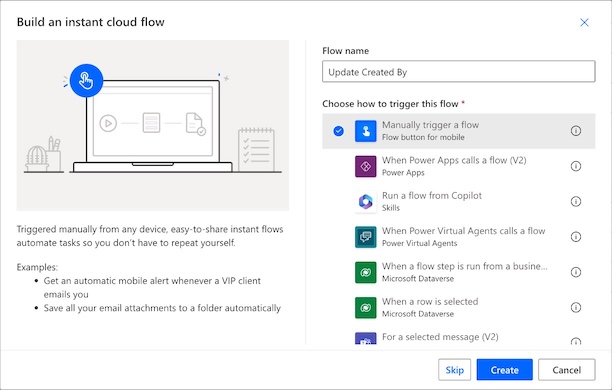 Build an instant cloud flow
Flow name
Update Created By
Choose how to trigger this flow *
Manually trigger a flow
Flow button for mobile
When Power Apps calls a flow (V2)
Power Apps
Run a flow from Copilot
Skills
When Power Virtual Agents calls a flow
Power Virtual Agents
When a flow step is run from a busine...
Microsoft Dataverse
When a row is selected
Microsoft Dataverse
For a selected message (V2)
Triggered manually from any device, easy-to-share instant flows
automate tasks so you don't have to repeat yourself.
Examples:
• Get an automatic mobile alert whenever a VIP client
emails you
• Save all your email attachments to a folder automatically
Skip
Create
Cancel